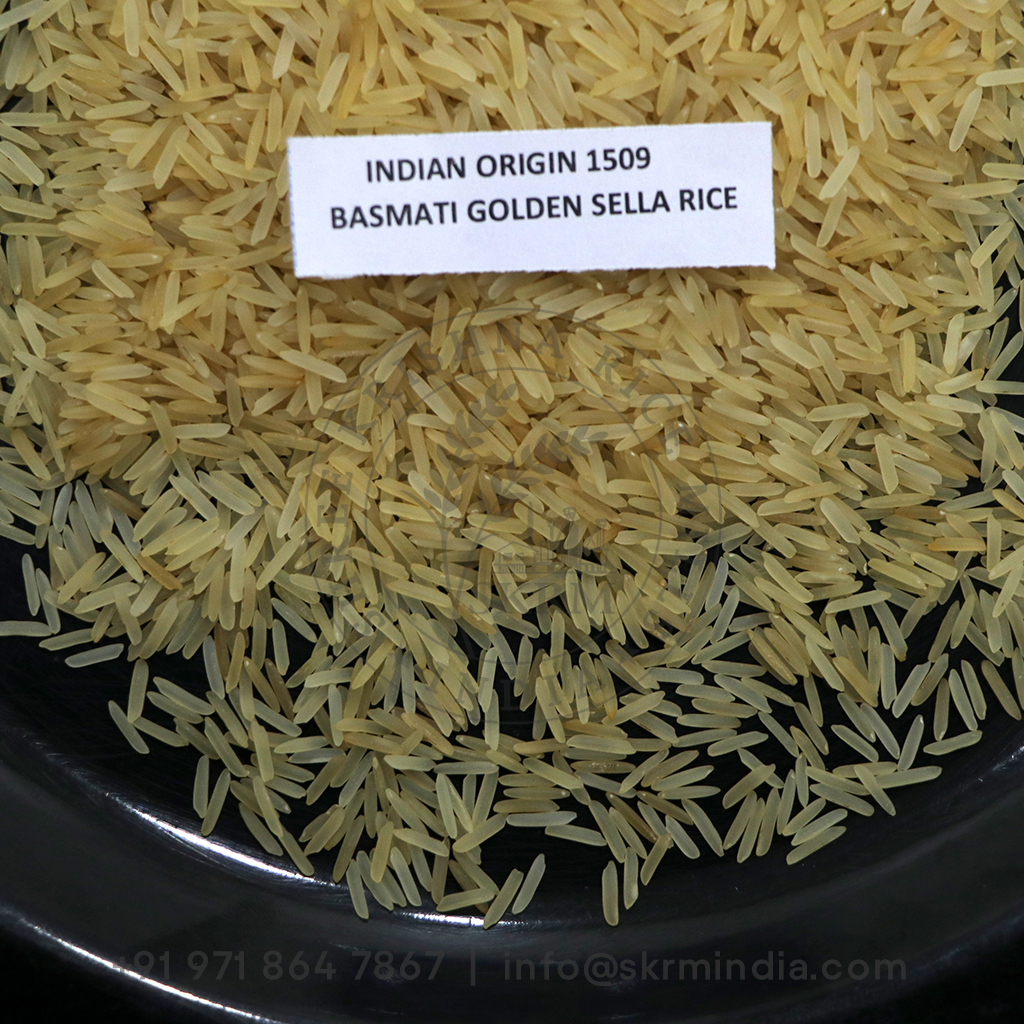 INDIAN ORIGIN 1509
BASMATI GOLDEN SELLA RICE
+91 971 864 7867 | info@skrmindia.com